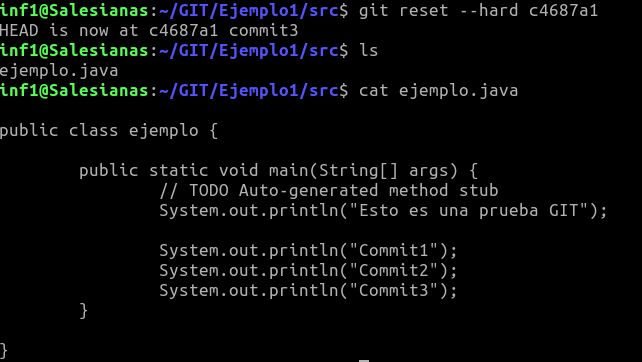 inf1@Salesianas:~/GIT/Ejemplo1/src$ git reset --hard c4687a1
HEAD is now at c4687a1 commit3
inf1@Salesianas:~/GIT/Ejemplo1/src$ ls
ejemplo.java
inf1@Salesianas:~/GIT/Ejemplo1/src$ cat ejemplo.java
public class ejemplo {
public static void main(String[] args) {
// TODO Auto-generated method stub
System.out.println("Esto es una prueba GIT");
System.out.println("Commit1");
System.out.println("Commit2");
System.out.println("Commit3");
}
}